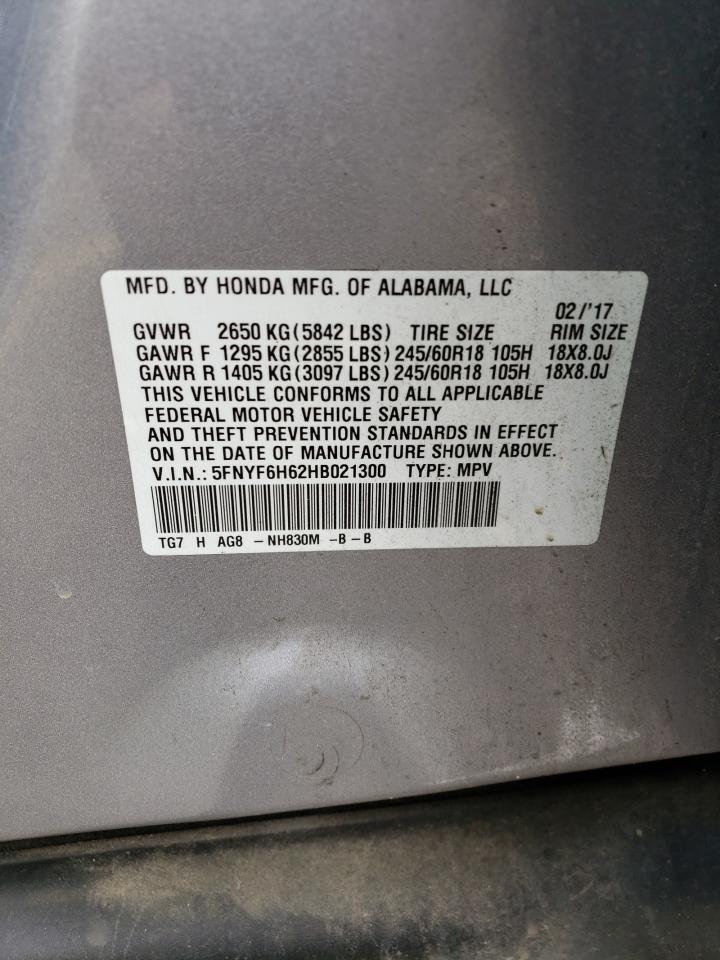 MFD. BY HONDA MFG. OF ALABAMA, LLC
02/'17
GVWR 2650 KG(5842 LBS) TIRE SIZE RIM SIZE
GAWR F 1295 KG(2855 LBS) 245/60R18 105H 18X8.0J
GAWR R 1405 KG(3097 LBS) 245/60R18 105H 18X8.0J
THIS VEHICLE CONFORMS TO ALL APPLICABLE
FEDERAL MOTOR VEHICLE SAFETY
AND THEFT PREVENTION STANDARDS IN EFFECT
ON THE DATE OF MANUFACTURE SHOWN ABOVE.
V.I.N.: 5FNYF6H62HB021300 TYPE: MPV
TG7 H AG8 -NH830M -B-B